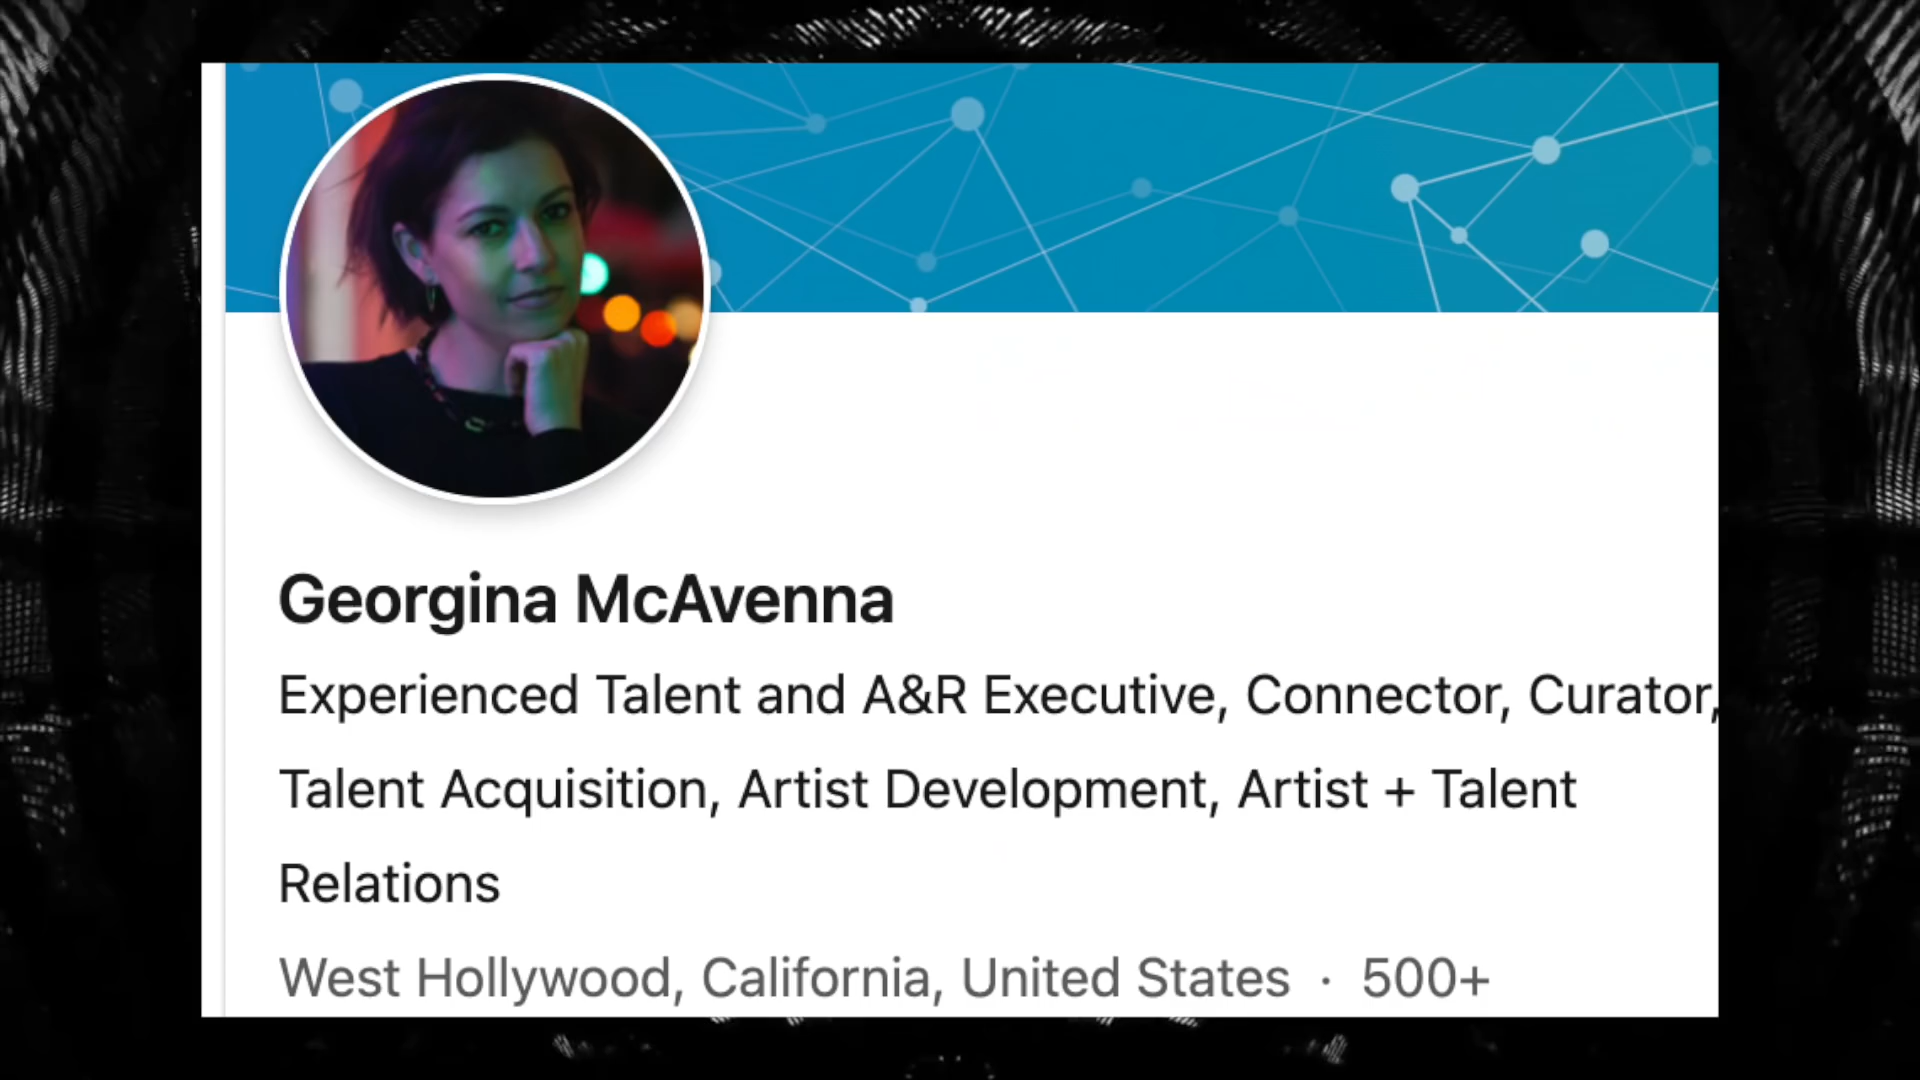 Georgina McAvenna
Experienced Talent and A&R Executive, Connector, Curator,
Talent Acquisition, Artist Development, Artist + Talent
Relations
West Hollywood, California, United States · 500+